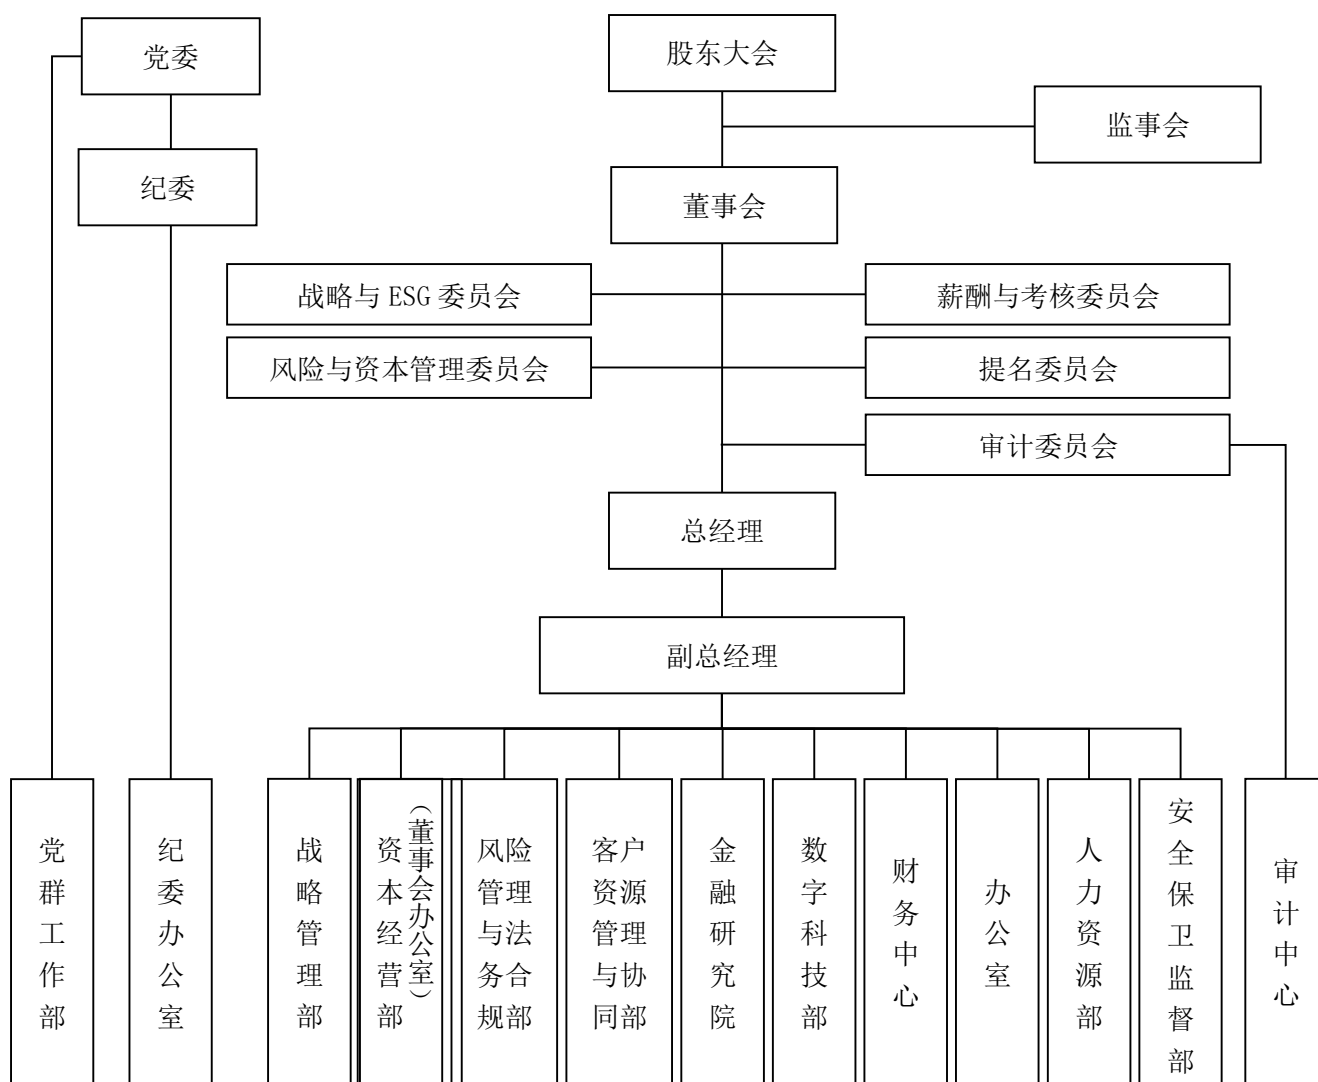 党委
股东大会
监事会
纪委
董事会
战略与 ESG 委员会
薪酬与考核委员会
风险与资本管理委员会
提名委员会
审计委员会
总经理
副总经理
党群工作部
纪委办公室
战略管理部
资本经营部
（董事会办公室）
风险
管理
与法
务合
规部
客户
资源
管理
与协
同部
金融研究院
数字科技部
财务中心
办公室
人力资源部
安全保卫监督部
审计中心